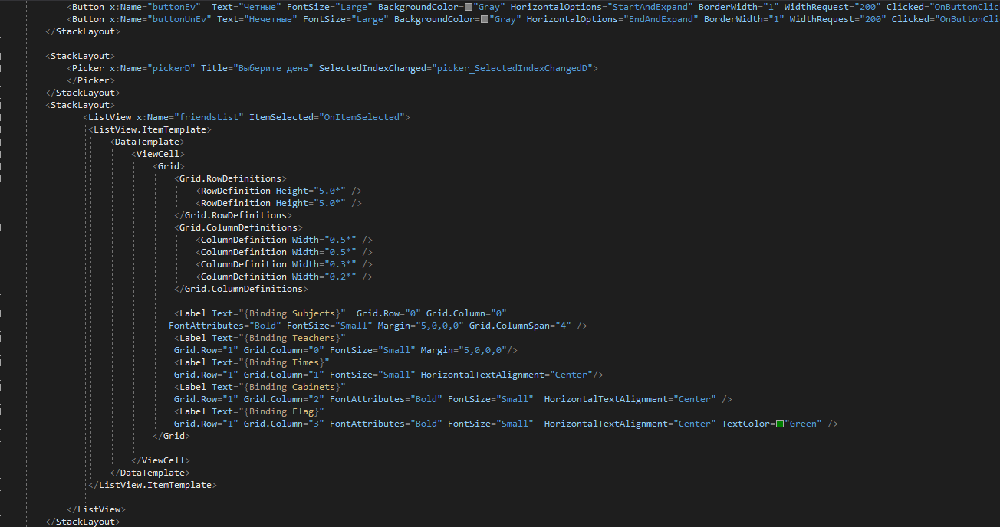 <Button x:Name="buttonEv"  Text="Четные" FontSize="Large" BackgroundColor="Gray" HorizontalOptions="StartAndExpand" BorderWidth="1" WidthRequest="200" Clicked="OnButtonClic
<Button x:Name="buttonUnEv" Text="Нечетные" FontSize="Large" BackgroundColor="Gray" HorizontalOptions="EndAndExpand" BorderWidth="1" WidthRequest="200" Clicked="OnButtonCli
</StackLayout>
<StackLayout>
<Picker x:Name="pickerD" Title="Выберите день" SelectedIndexChanged="picker_SelectedIndexChangedD">
</Picker>
</StackLayout>
<StackLayout>
<ListView x:Name="friendsList" ItemSelected="OnItemSelected">
<ListView.ItemTemplate>
<DataTemplate>
<ViewCell>
<Grid>
<Grid.RowDefinitions>
<RowDefinition Height="5.0*" />
<RowDefinition Height="5.0*" />
</Grid.RowDefinitions>
<Grid.ColumnDefinitions>
<ColumnDefinition Width="0.5*" />
<ColumnDefinition Width="0.5*" />
<ColumnDefinition Width="0.3*" />
<ColumnDefinition Width="0.2*" />
</Grid.ColumnDefinitions>
<Label Text="{Binding Subjects}"  Grid.Row="0" Grid.Column="0"
FontAttributes="Bold" FontSize="Small" Margin="5,0,0,0" Grid.ColumnSpan="4" />
<Label Text="{Binding Teachers}"
Grid.Row="1" Grid.Column="0" FontSize="Small" Margin="5,0,0,0"/>
<Label Text="{Binding Times}"
Grid.Row="1" Grid.Column="1" FontSize="Small" HorizontalTextAlignment="Center"/>
<Label Text="{Binding Cabinets}"
Grid.Row="1" Grid.Column="2" FontAttributes="Bold" FontSize="Small"  HorizontalTextAlignment="Center" />
<Label Text="{Binding Flag}"
Grid.Row="1" Grid.Column="3" FontAttributes="Bold" FontSize="Small"  HorizontalTextAlignment="Center" TextColor="Green" />
</Grid>
</ViewCell>
</DataTemplate>
</ListView.ItemTemplate>
</ListView>
</StackLayout>